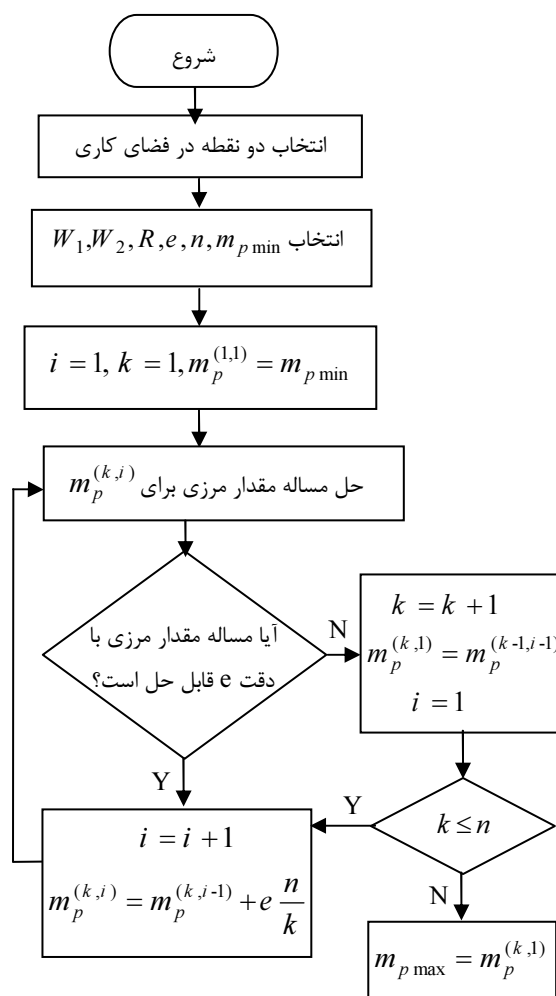 شروع
انتخاب دو نقطه در فضای کاری
انتخاب W_1,W_2,R,e,n,m_{p min}
i = 1, k = 1,m_p^{(1,1)} = m_{p min}
حل مساله مقدار مرزی برای m_p^{(k,i)}
آیا مساله مقدار مرزی با
دقت e قابل حل است؟
N
k = k + 1
m_p^{(k,1)} = m_p^{(k-1,i-1)}
i = 1
Y
Y
k ≤ n
i = i + 1
m_p^{(k,i)} = m_p^{(k,i-1)} + e n/k
N
m_{p max} = m_p^{(k,1)}